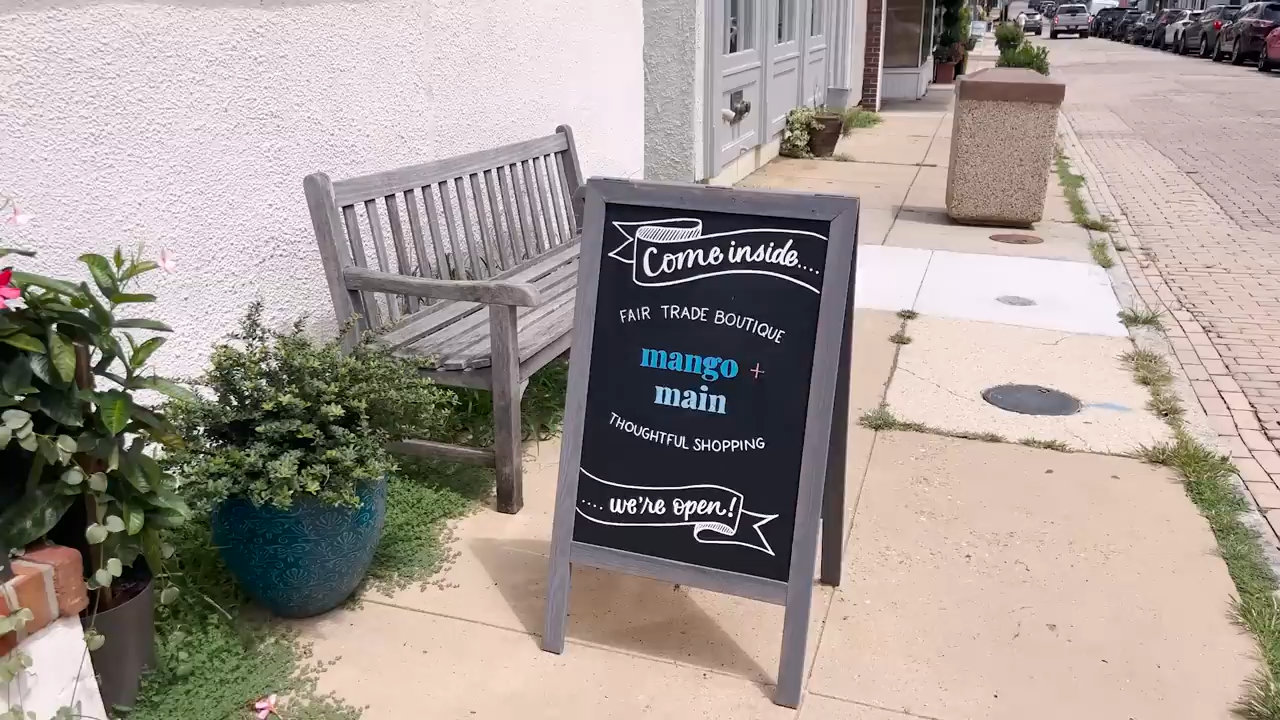 Come inside....
FAIR TRADE BOUTIQUE
mango +
main
THOUGHTFUL SHOPPING
.... we're open!